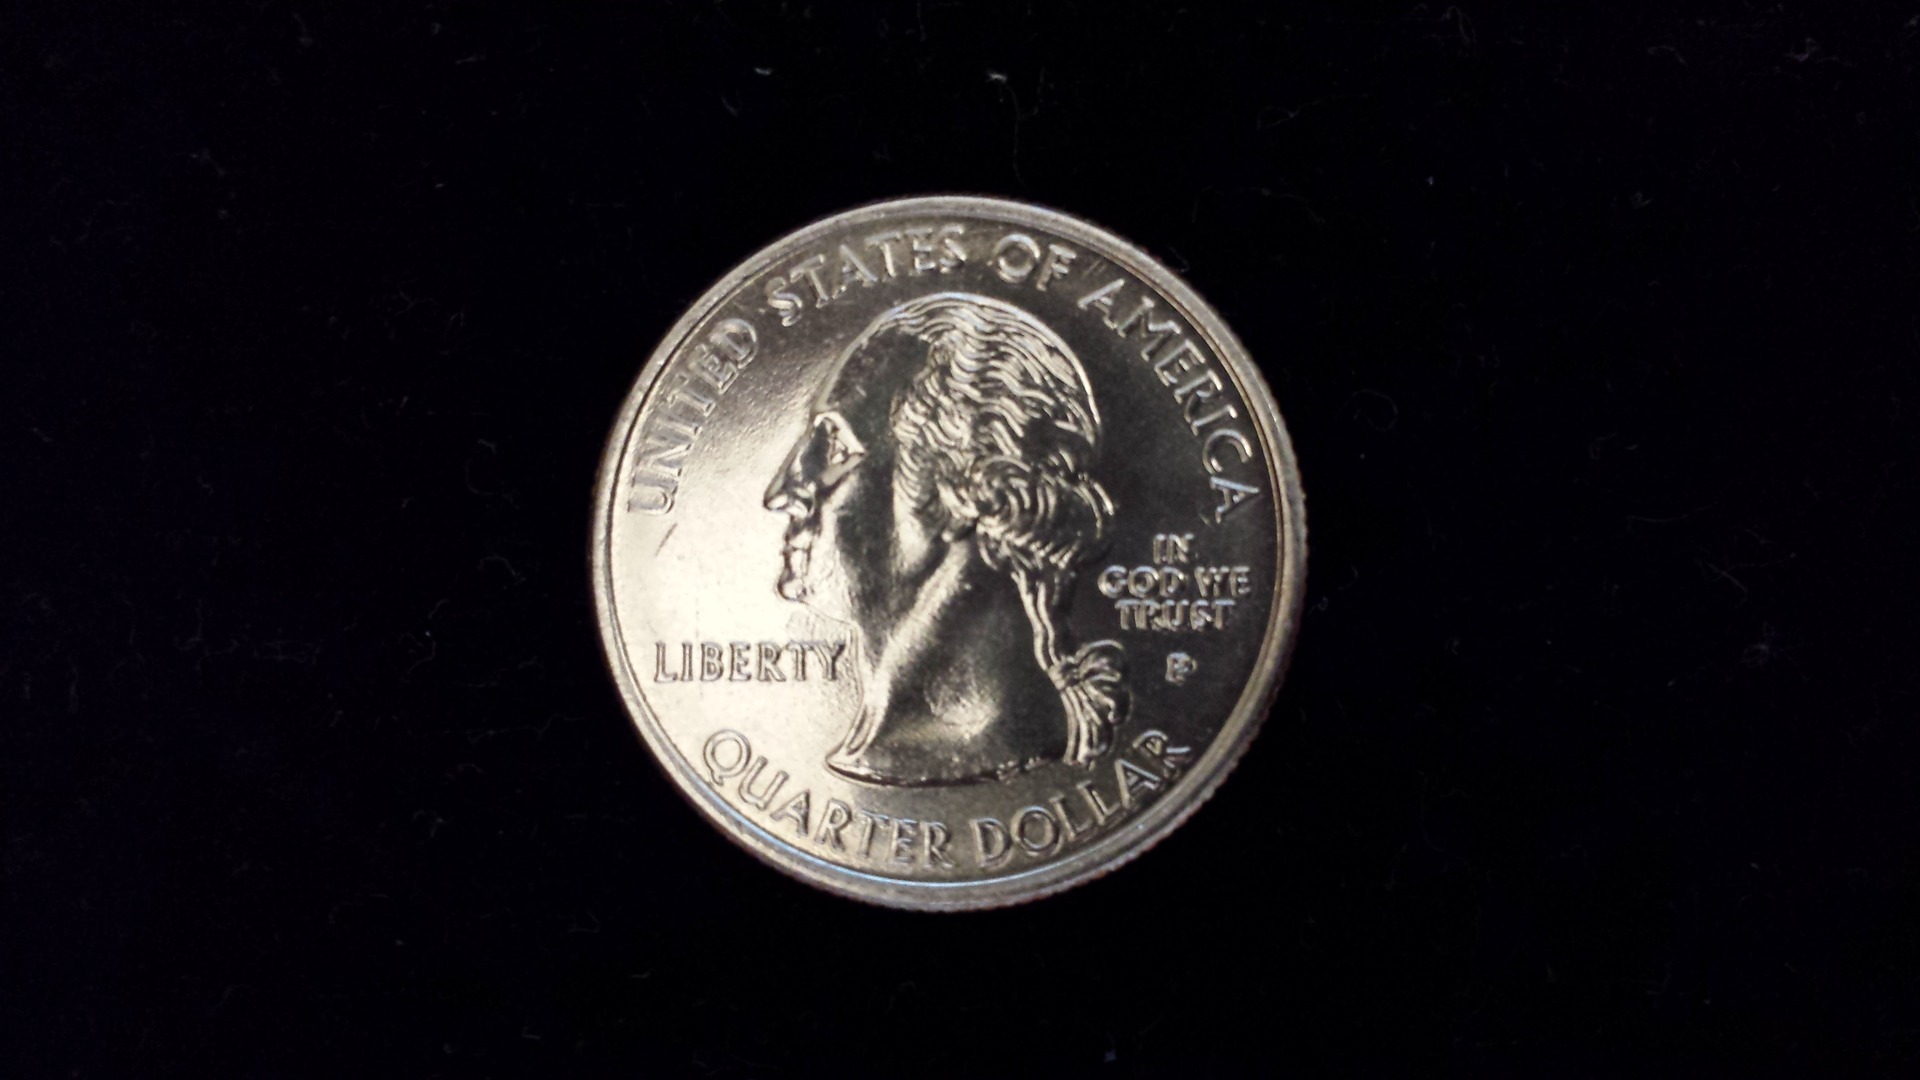 UNITED STATES OF AMERICA
LIBERTY
IN
GOD WE
TRUST
P
QUARTER DOLLAR